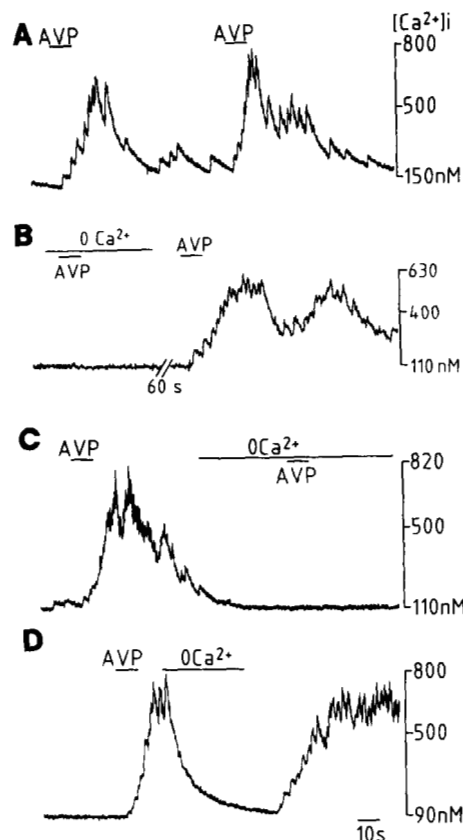 A
AVP
AVP
[Ca²⁺]i
800
500
150nM
B
0 Ca²⁺
AVP
AVP
60 s
630
400
110 nM
C
AVP
0Ca²⁺
AVP
820
500
110nM
D
AVP
0Ca²⁺
800
500
90nM
10s